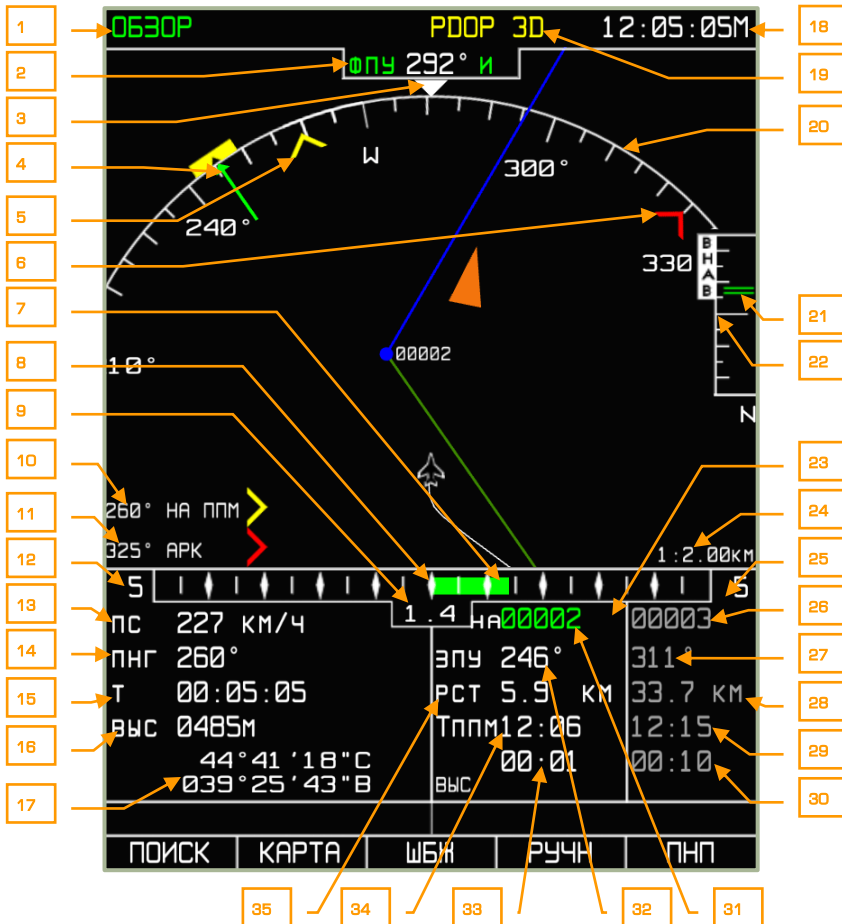 1 ОБЗОР PDOP 3D 12:05:05М 18
2 ФПУ 292° И 19
3
4 W 300° 20
5 240°
6 330 ВНАВ
7 21
8 00002 22
9 10°
N
10 260° НА ППМ 23
11 325° АРК 24
1:2.00км
12 5 5 25
13 ПС 227 КМ/Ч 1.4 НА 00002 00003 26
14 ПНГ 260° ЗПУ 246° 311° 27
15 Т 00:05:05 РСТ 5.9 КМ 33.7 КМ 28
16 ВЫС 0485М Тппм 12:06 12:15 29
44°41'18"С 00:01 00:10
17 039°25'43"В ВЫС 30
ПОИСК КАРТА ШБЖ РУЧН ПНП
35 34 33 32 31